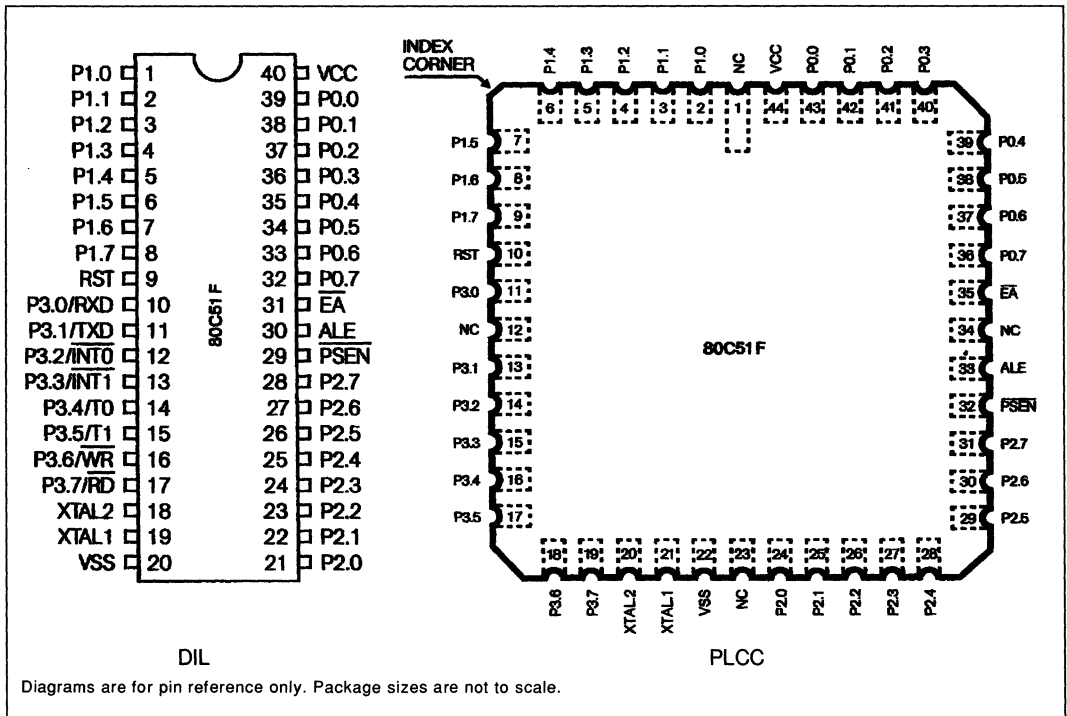 P1.0 1 40 VCC
P1.1 2 39 P0.0
P1.2 3 38 P0.1
P1.3 4 37 P0.2
P1.4 5 36 P0.3
P1.5 6 35 P0.4
P1.6 7 34 P0.5
P1.7 8 33 P0.6
RST 9 32 P0.7
P3.0/RXD 10 31 E̅A̅
P3.1/TXD 11 30 ALE
P3.2/I̅N̅T̅0̅ 12 29 P̅S̅E̅N̅
P3.3/I̅N̅T̅1̅ 13 28 P2.7
P3.4/T0 14 27 P2.6
P3.5/T1 15 26 P2.5
P3.6/W̅R̅ 16 25 P2.4
P3.7/R̅D̅ 17 24 P2.3
XTAL2 18 23 P2.2
XTAL1 19 22 P2.1
VSS 20 21 P2.0
80C51F
DIL
INDEX
CORNER
P1.4 P1.3 P1.2 P1.1 P1.0 NC VCC P0.0 P0.1 P0.2 P0.3
6 5 4 3 2 1 44 43 42 41 40
P1.5 7 39 P0.4
P1.6 8 38 P0.5
P1.7 9 37 P0.6
RST 10 36 P0.7
P3.0 11 35 E̅A̅
NC 12 34 NC
P3.1 13 33 ALE
P3.2 14 32 P̅S̅E̅N̅
P3.3 15 31 P2.7
P3.4 16 30 P2.6
P3.5 17 29 P2.5
80C51F
18 19 20 21 22 23 24 25 26 27 28
P3.6 P3.7 XTAL2 XTAL1 VSS NC P2.0 P2.1 P2.2 P2.3 P2.4
PLCC
Diagrams are for pin reference only. Package sizes are not to scale.